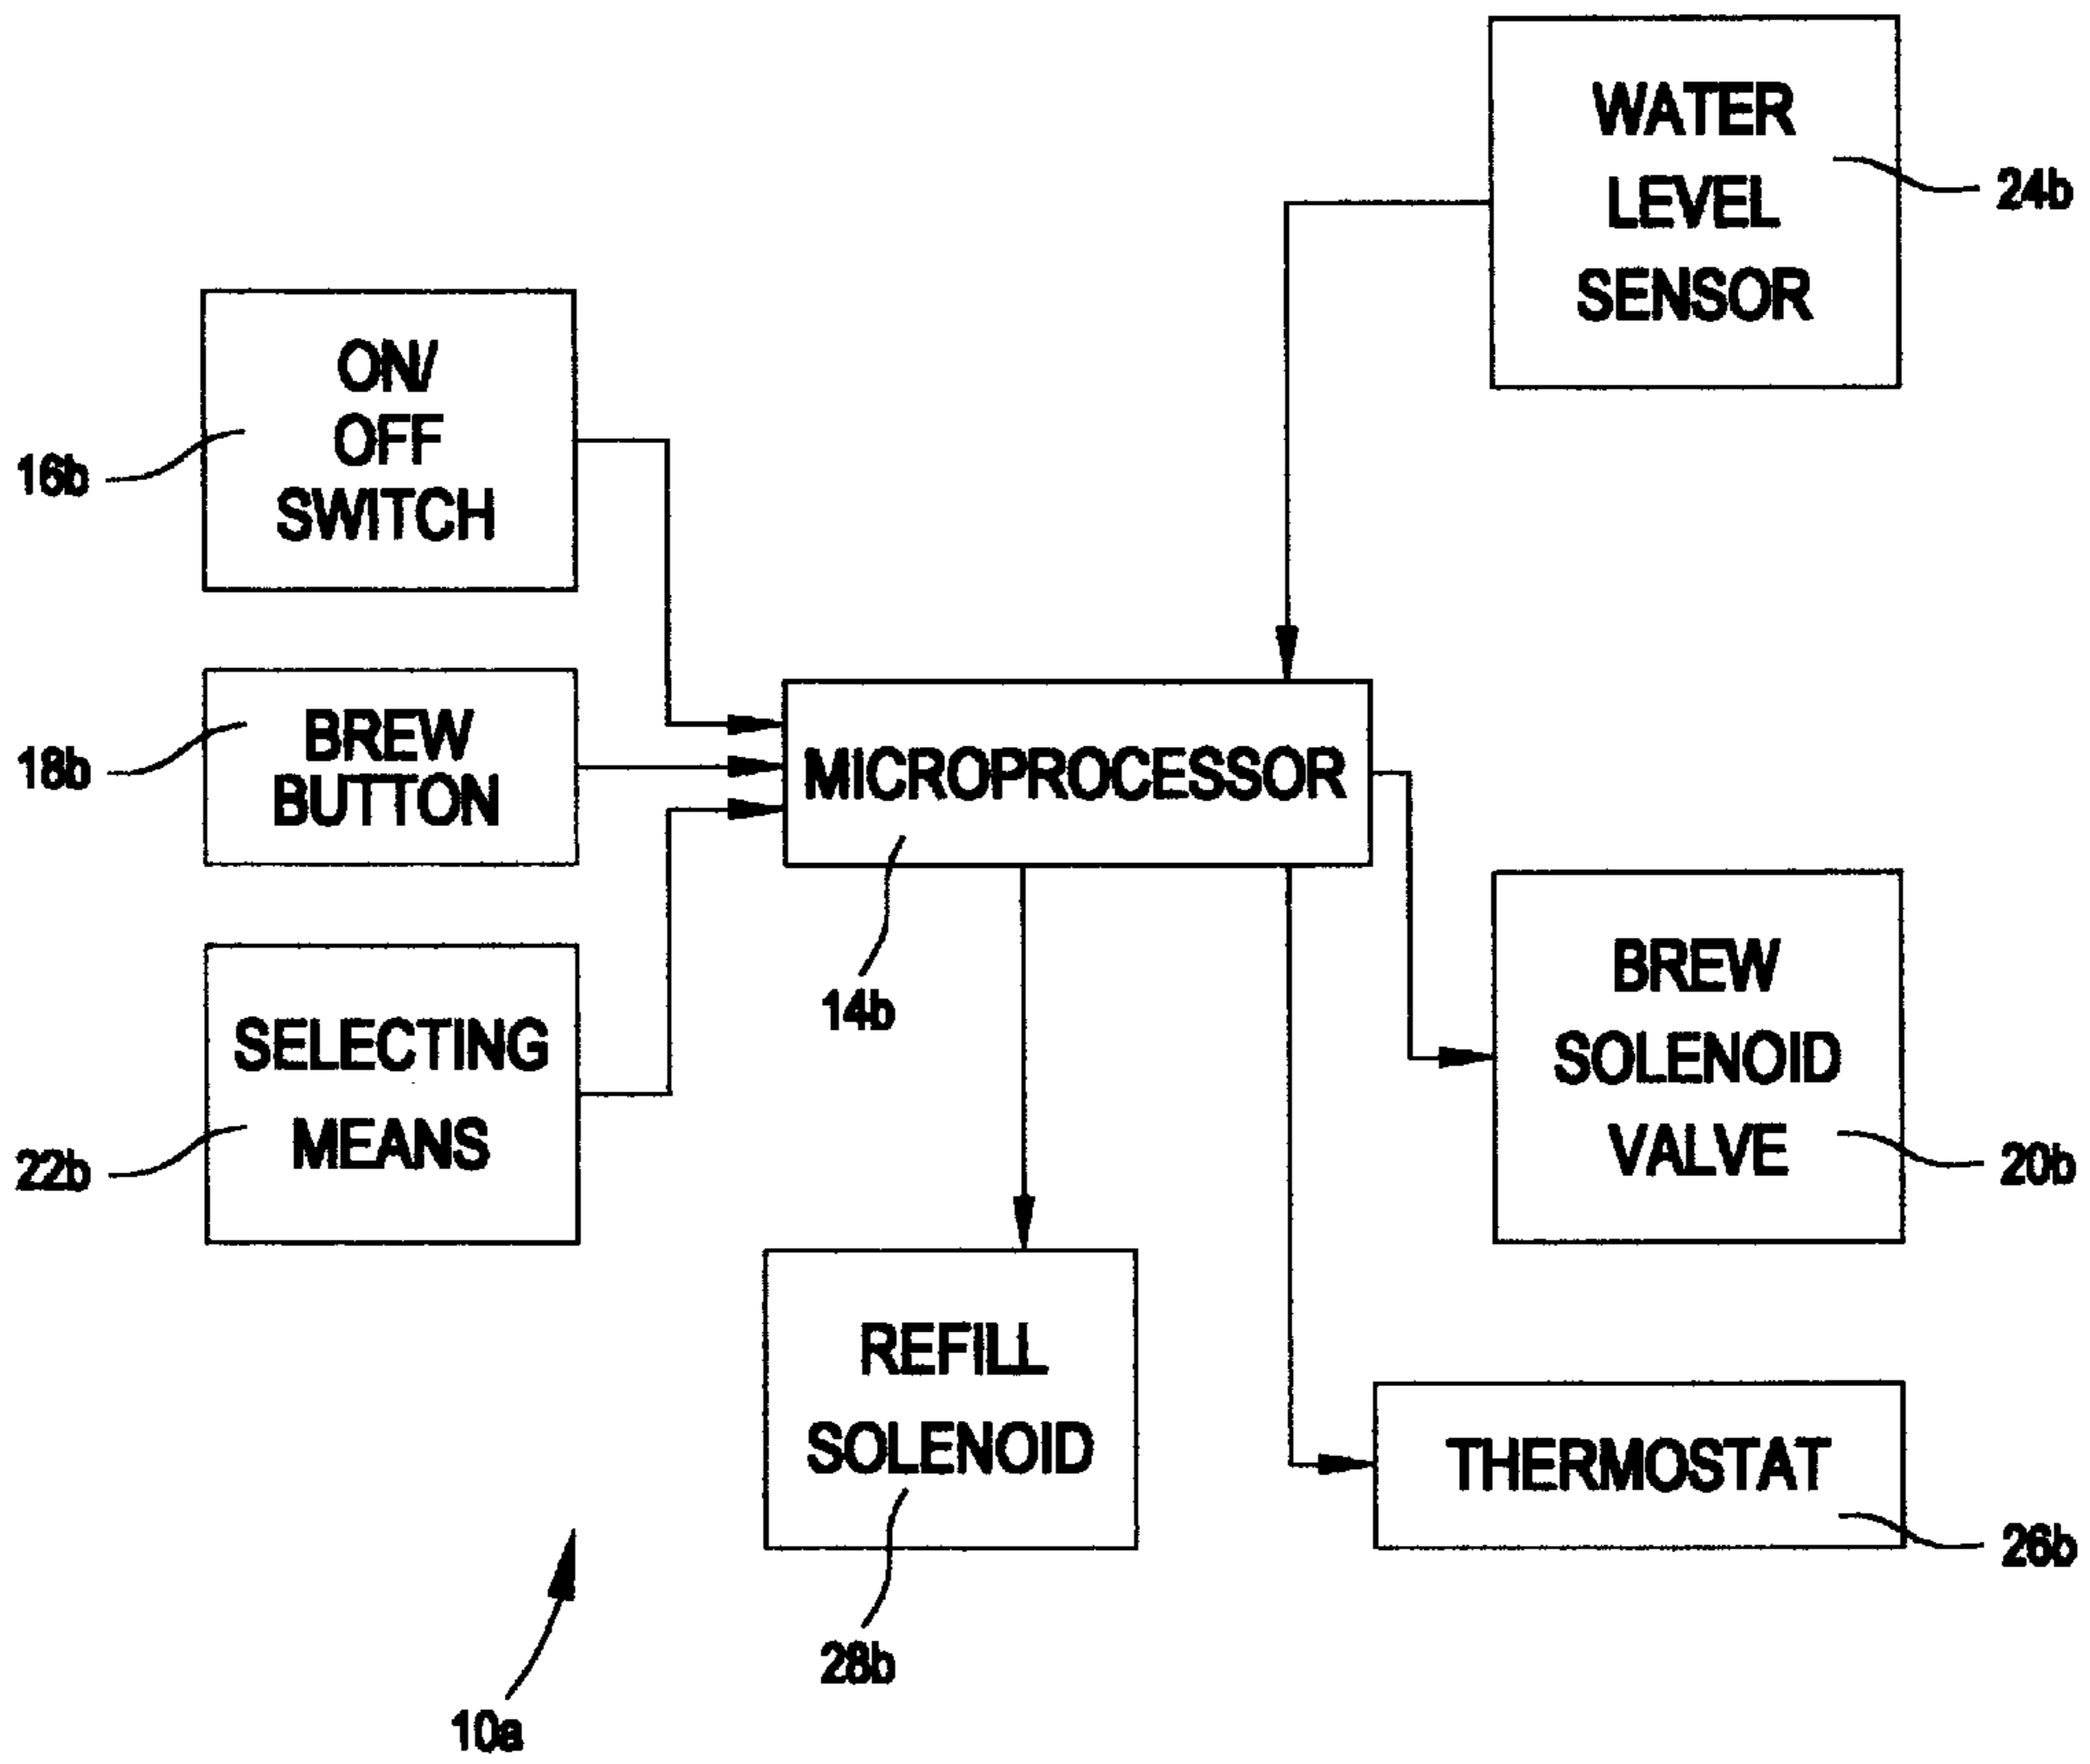 WATER
LEVEL
SENSOR
24b
ON/
OFF
SWITCH
16b
BREW
BUTTON
18b
MICROPROCESSOR
14b
SELECTING
MEANS
22b
BREW
SOLENOID
VALVE
20b
REFILL
SOLENOID
28b
THERMOSTAT
26b
10a